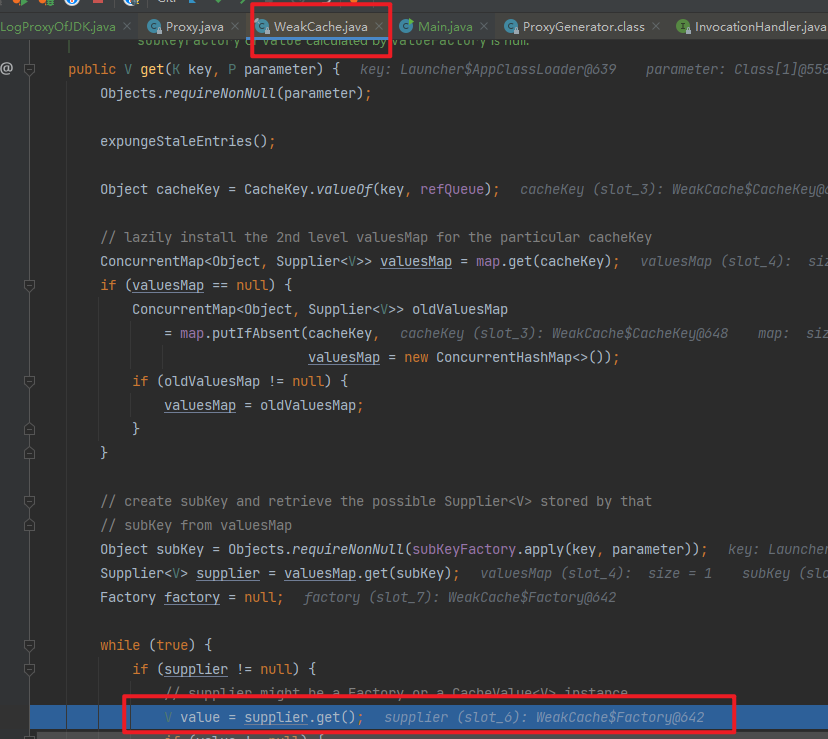 LogProxyOfJDK.java × Proxy.java × WeakCache.java × Main.java × ProxyGenerator.class × InvocationHandler.java
subKeyFactory or value calculated by valueFactory is null.
@ public V get(K key, P parameter) { key: Launcher$AppClassLoader@639 parameter: Class[1]@558
Objects.requireNonNull(parameter);
expungeStaleEntries();
Object cacheKey = CacheKey.valueOf(key, refQueue); cacheKey (slot_3): WeakCache$CacheKey@6
// lazily install the 2nd level valuesMap for the particular cacheKey
ConcurrentMap<Object, Supplier<V>> valuesMap = map.get(cacheKey); valuesMap (slot_4): siz
if (valuesMap == null) {
ConcurrentMap<Object, Supplier<V>> oldValuesMap
= map.putIfAbsent(cacheKey, cacheKey (slot_3): WeakCache$CacheKey@648 map: siz
valuesMap = new ConcurrentHashMap<>());
if (oldValuesMap != null) {
valuesMap = oldValuesMap;
}
}
// create subKey and retrieve the possible Supplier<V> stored by that
// subKey from valuesMap
Object subKey = Objects.requireNonNull(subKeyFactory.apply(key, parameter)); key: Launcher
Supplier<V> supplier = valuesMap.get(subKey); valuesMap (slot_4): size = 1 subKey (slo
Factory factory = null; factory (slot_7): WeakCache$Factory@642
while (true) {
if (supplier != null) {
// supplier might be a Factory or a CacheValue<V> instance
V value = supplier.get(); supplier (slot_6): WeakCache$Factory@642
if (value != null) {